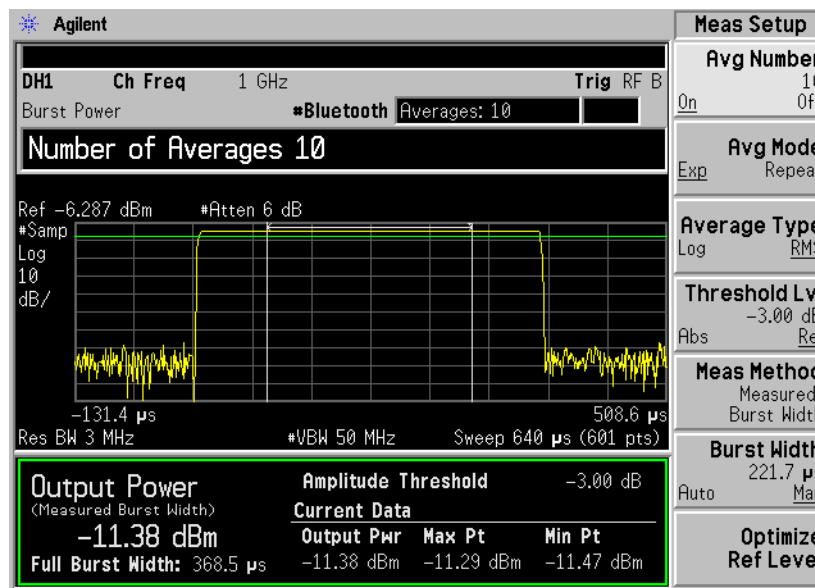 Agilent
Meas Setup
DH1 Ch Freq 1 GHz Trig RF B
Burst Power #Bluetooth Averages: 10
Number of Averages 10
Ref -6.287 dBm #Atten 6 dB
#Samp
Log
10
dB/
-131.4 µs 508.6 µs
Res BW 3 MHz #VBW 50 MHz Sweep 640 µs (601 pts)
Output Power
(Measured Burst Width)
-11.38 dBm
Full Burst Width: 368.5 µs
Amplitude Threshold -3.00 dB
Current Data
Output Pwr Max Pt Min Pt
-11.38 dBm -11.29 dBm -11.47 dBm
Avg Number
On
Avg Mode
Exp Repea
Average Type
Log RMS
Threshold Lv
-3.00 dB
Abs Re
Meas Method
Measured
Burst Widt
Burst Width
221.7 µ
Auto Ma
Optimize
Ref Leve